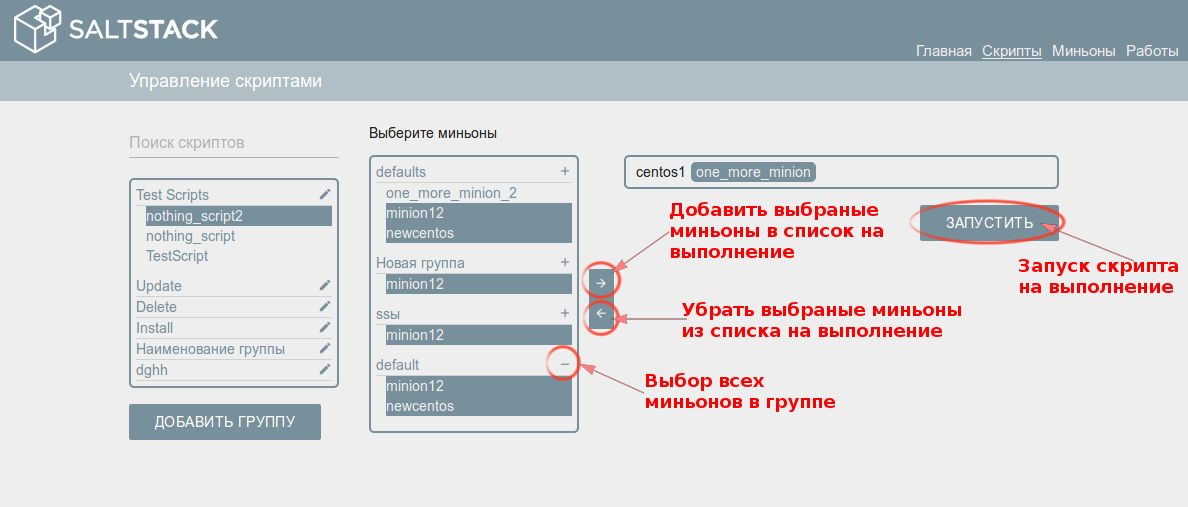 SALTSTACK
Главная Скрипты Миньоны Работы
Управление скриптами
Поиск скриптов
Test Scripts
nothing_script2
nothing_script
TestScript
Update
Delete
Install
Наименование группы
dghh
ДОБАВИТЬ ГРУППУ
Выберите миньоны
defaults +
one_more_minion_2
minion12
newcentos
Новая группа +
minion12
ssы +
minion12
default −
minion12
newcentos
→
←
centos1 one_more_minion
ЗАПУСТИТЬ
Добавить выбраные
миньоны в список на
выполнение
Запуск скрипта
на выполнение
Убрать выбраные миньоны
из списка на выполнение
Выбор всех
миньонов в группе